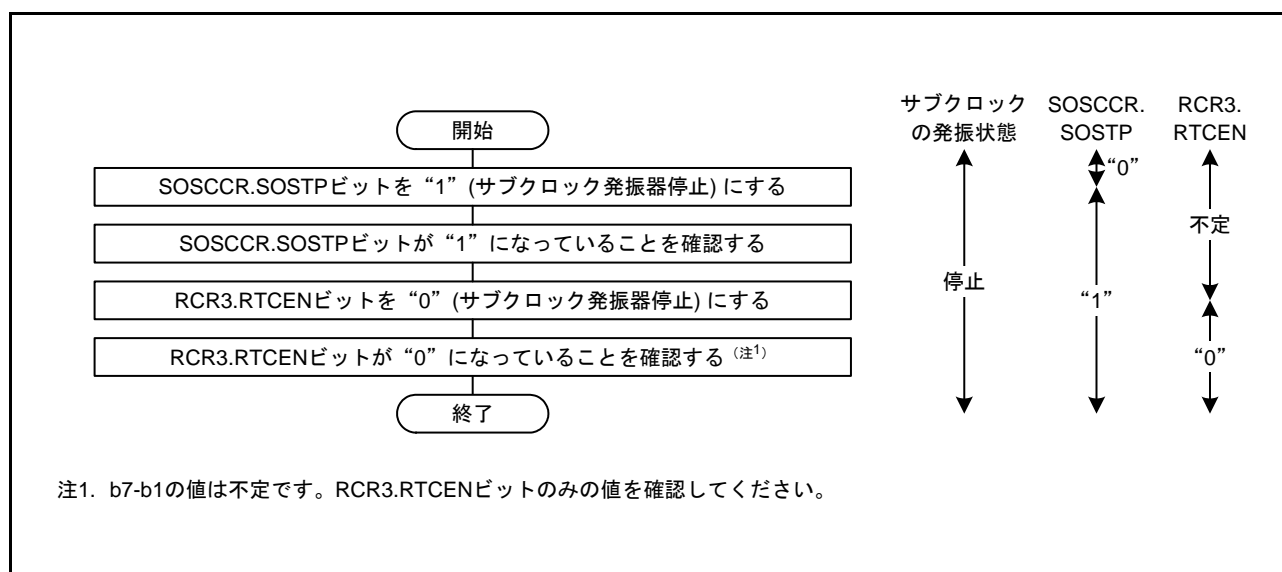 サブクロック
の発振状態
SOSCCR.
SOSTP
RCR3.
RTCEN
開始
SOSCCR.SOSTPビットを“1”(サブクロック発振器停止) にする
SOSCCR.SOSTPビットが“1”になっていることを確認する
RCR3.RTCENビットを“0”(サブクロック発振器停止) にする
RCR3.RTCENビットが“0”になっていることを確認する（注1）
終了
停止
“0”
“1”
不定
“0”
注1. b7-b1の値は不定です。RCR3.RTCENビットのみの値を確認してください。